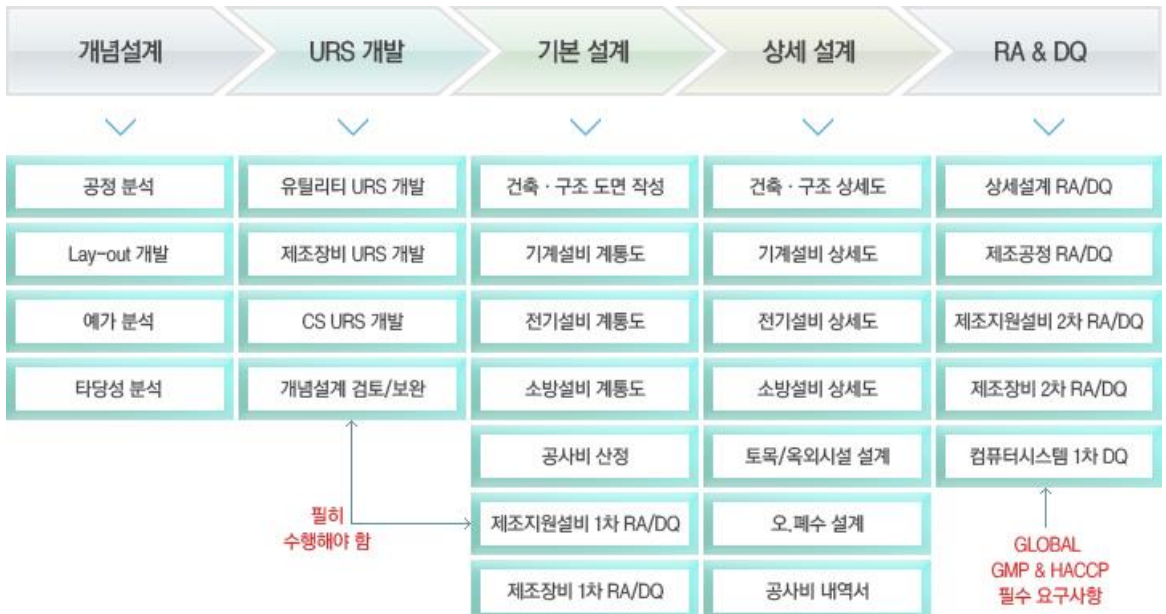 개념설계
URS 개발
기본 설계
상세 설계
RA & DQ
공정 분석
Lay-out 개발
예가 분석
타당성 분석
유틸리티 URS 개발
제조장비 URS 개발
CS URS 개발
개념설계 검토/보완
필히
수행해야 함
건축 · 구조 도면 작성
기계설비 계통도
전기설비 계통도
소방설비 계통도
공사비 산정
제조지원설비 1차 RA/DQ
제조장비 1차 RA/DQ
건축 · 구조 상세도
기계설비 상세도
전기설비 상세도
소방설비 상세도
토목/옥외시설 설계
오.폐수 설계
공사비 내역서
상세설계 RA/DQ
제조공정 RA/DQ
제조지원설비 2차 RA/DQ
제조장비 2차 RA/DQ
컴퓨터시스템 1차 DQ
GLOBAL
GMP & HACCP
필수 요구사항